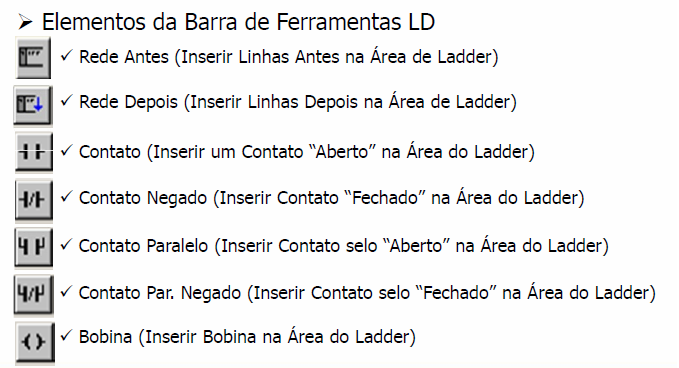 Elementos da Barra de Ferramentas LD
Rede Antes (Inserir Linhas Antes na Área de Ladder)
Rede Depois (Inserir Linhas Depois na Área de Ladder)
Contato (Inserir um Contato “Aberto” na Área do Ladder)
Contato Negado (Inserir Contato “Fechado” na Área do Ladder)
Contato Paralelo (Inserir Contato selo “Aberto” na Área do Ladder)
Contato Par. Negado (Inserir Contato selo “Fechado” na Área do Ladder)
Bobina (Inserir Bobina na Área do Ladder)